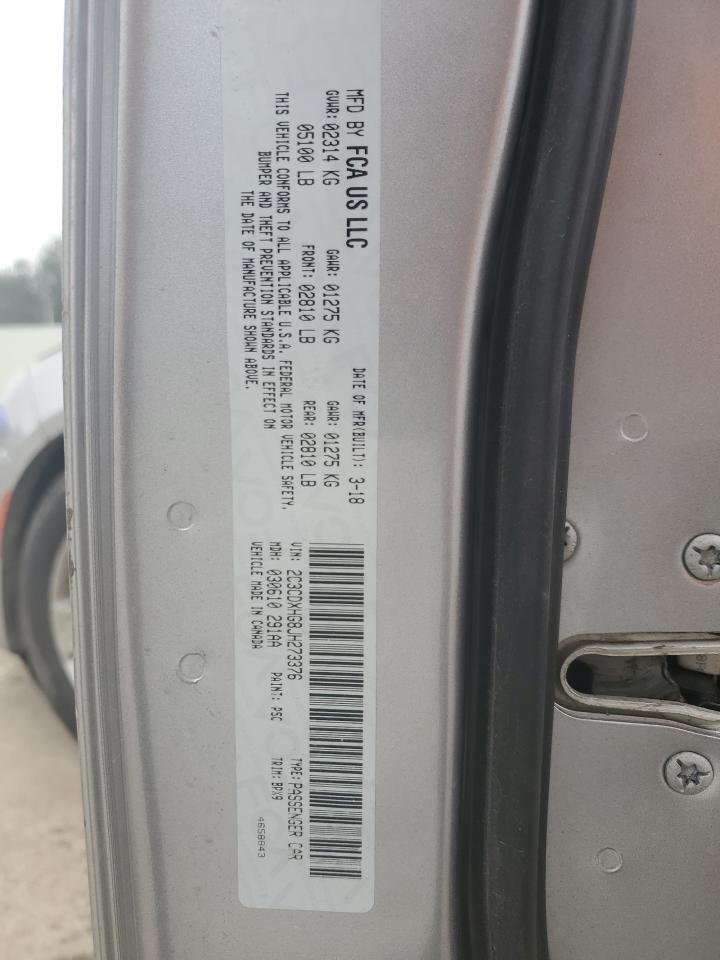 MFD BY FCA US LLC DATE OF MFR(BUILT): 3-18
GVWR: 02314 KG GAWR: 01275 KG GAWR: 01275 KG
05100 LB FRONT: 02810 LB REAR: 02810 LB
THIS VEHICLE CONFORMS TO ALL APPLICABLE U.S.A. FEDERAL MOTOR VEHICLE SAFETY,
BUMPER AND THEFT PREVENTION STANDARDS IN EFFECT ON
THE DATE OF MANUFACTURE SHOWN ABOVE.
VIN: 2C3CDXHG8JH273376 TYPE: PASSENGER CAR
MDH: 030610 291AA PAINT: PSC TRIM: BPX9
VEHICLE MADE IN CANADA 4658843